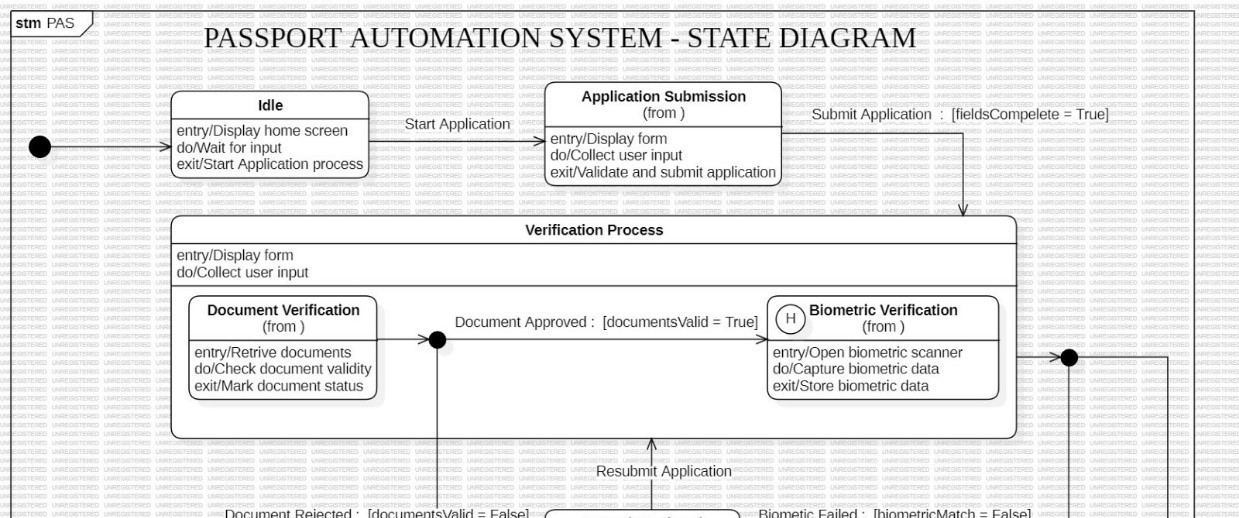 stm PAS
PASSPORT AUTOMATION SYSTEM - STATE DIAGRAM
Idle
entry/Display home screen
do/Wait for input
exit/Start Application process
Start Application
Application Submission
(from )
entry/Display form
do/Collect user input
exit/Validate and submit application
Submit Application : [fieldsCompelete = True]
Verification Process
entry/Display form
do/Collect user input
Document Verification
(from )
entry/Retrive documents
do/Check document validity
exit/Mark document status
Document Approved : [documentsValid = True]
H
Biometric Verification
(from )
entry/Open biometric scanner
do/Capture biometric data
exit/Store biometric data
Resubmit Application
Document Rejected : [documentsValid = False]
Biometic Failed : [biometricMatch = False]
UNREGISTERED